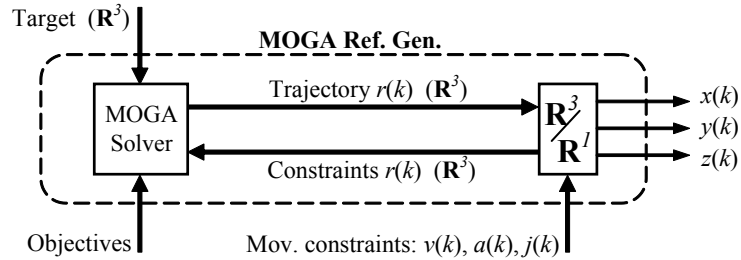 Target (R³)
MOGA Ref. Gen.
MOGA
Solver
Trajectory r(k) (R³)
Constraints r(k) (R³)
R³/R¹
x(k)
y(k)
z(k)
Objectives
Mov. constraints: v(k), a(k), j(k)